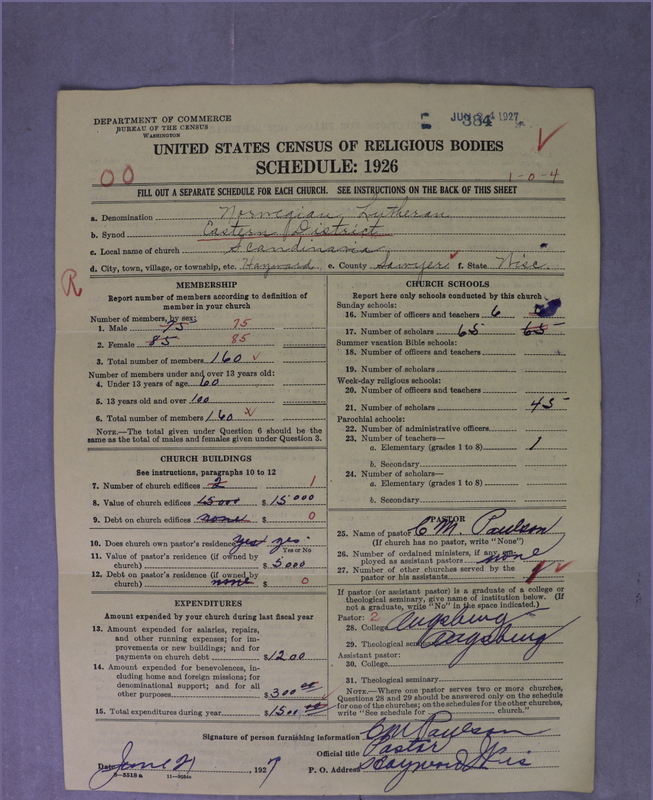 DEPARTMENT OF COMMERCE
BUREAU OF THE CENSUS
WASHINGTON
JUN 24 1927
384
UNITED STATES CENSUS OF RELIGIOUS BODIES
SCHEDULE: 1926
00
1-0-4
FILL OUT A SEPARATE SCHEDULE FOR EACH CHURCH. SEE INSTRUCTIONS ON THE BACK OF THIS SHEET
a. Denomination Norwegian Lutheran
b. Synod Eastern District
c. Local name of church Scandinavia
d. City, town, village, or township, etc. Hayward e. County Sawyer f. State Wisc.
R
MEMBERSHIP
Report number of members according to definition of
member in your church
Number of members, by sex:
1. Male 75 75
2. Female 85 85
3. Total number of members 160
Number of members under and over 13 years old:
4. Under 13 years of age 60
5. 13 years old and over 100
6. Total number of members 160
NOTE.—The total given under Question 6 should be the
same as the total of males and females given under Question 3.
CHURCH BUILDINGS
See instructions, paragraphs 10 to 12
7. Number of church edifices 2 1
8. Value of church edifices 15000 $ 15000
9. Debt on church edifices none $ 0
10. Does church own pastor's residence? yes yes.
Yes or No
11. Value of pastor's residence (if owned by
church) $ 5000
12. Debt on pastor's residence (if owned by
church) none $ 0
EXPENDITURES
Amount expended by your church during last fiscal year
13. Amount expended for salaries, repairs,
and other running expenses; for im-
provements or new buildings; and for
payments on church debt $ 1200
14. Amount expended for benevolences, in-
cluding home and foreign missions; for
denominational support; and for all
other purposes $ 300 00
15. Total expenditures during year $ 1500 00
CHURCH SCHOOLS
Report here only schools conducted by this church
Sunday schools:
16. Number of officers and teachers 6
17. Number of scholars 65 65
Summer vacation Bible schools:
18. Number of officers and teachers
19. Number of scholars
Week-day religious schools:
20. Number of officers and teachers
21. Number of scholars 45
Parochial schools:
22. Number of administrative officers
23. Number of teachers—
a. Elementary (grades 1 to 8) 1
b. Secondary
24. Number of scholars—
a. Elementary (grades 1 to 8)
b. Secondary
PASTOR
25. Name of pastor C M. Paulson
(If church has no pastor, write "None")
26. Number of ordained ministers, if any, em-
ployed as assistant pastors none
27. Number of other churches served by the
pastor or his assistants 1
If pastor (or assistant pastor) is a graduate of a college or
theological seminary, give name of institution below. (If
not a graduate, write "No" in the space indicated.)
Pastor: 2
28. College Augsburg
29. Theological seminary Augsburg
Assistant pastor:
30. College
31. Theological seminary
NOTE.—Where one pastor serves two or more churches,
Questions 28 and 29 should be answered only on the schedule
for one of the churches; on the schedules for the other churches,
write "See schedule for church."
Signature of person furnishing information C M Paulson
Official title Pastor
Date June 21, 1927 P. O. Address Hayward Wis
8-5518 a